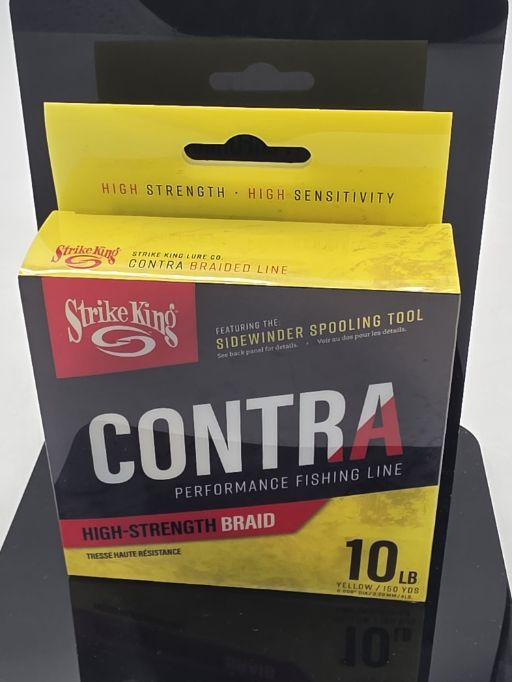 HIGH STRENGTH · HIGH SENSITIVITY
Strike King
STRIKE KING LURE CO.
CONTRA BRAIDED LINE
Strike King
FEATURING THE
SIDEWINDER SPOOLING TOOL
See back panel for details. • Voir au dos pour les détails.
CONTRA
PERFORMANCE FISHING LINE
HIGH-STRENGTH BRAID
TRESSE HAUTE RÉSISTANCE
10 LB
YELLOW / 150 YDS